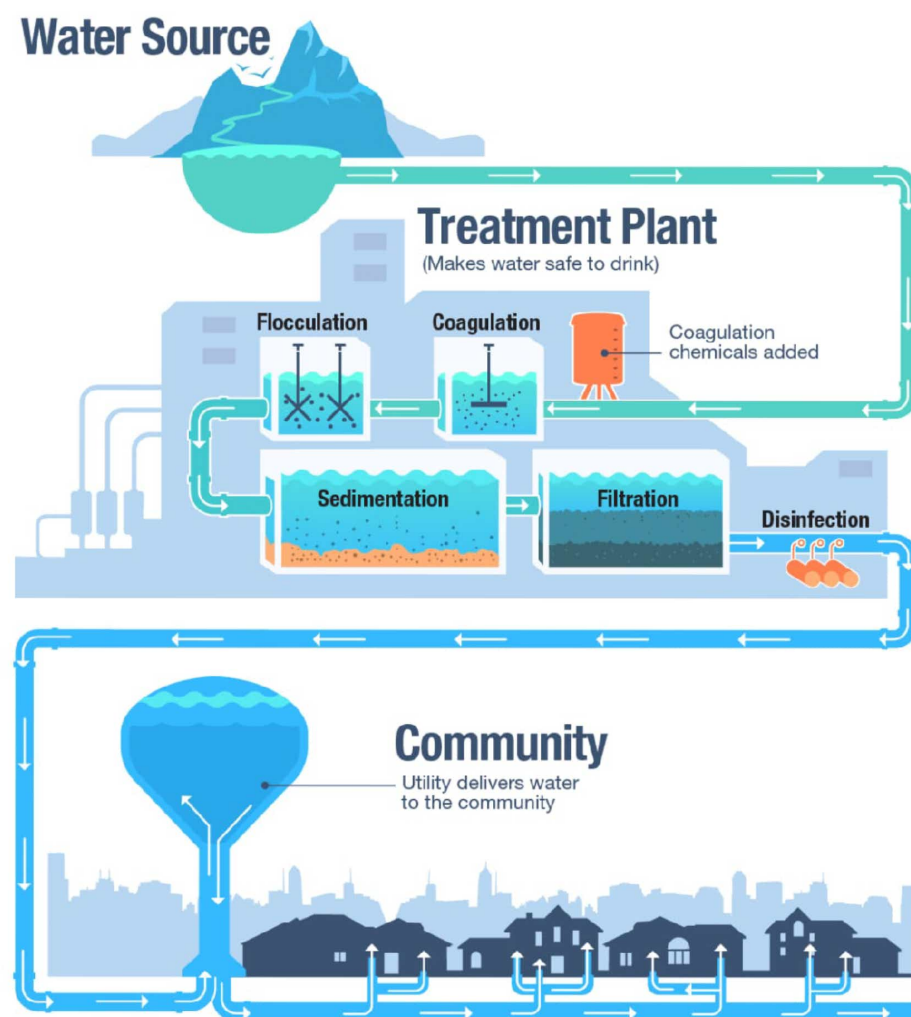 Water Source
Treatment Plant
(Makes water safe to drink)
Flocculation
Coagulation
Coagulation
chemicals added
Sedimentation
Filtration
Disinfection
Community
Utility delivers water
to the community